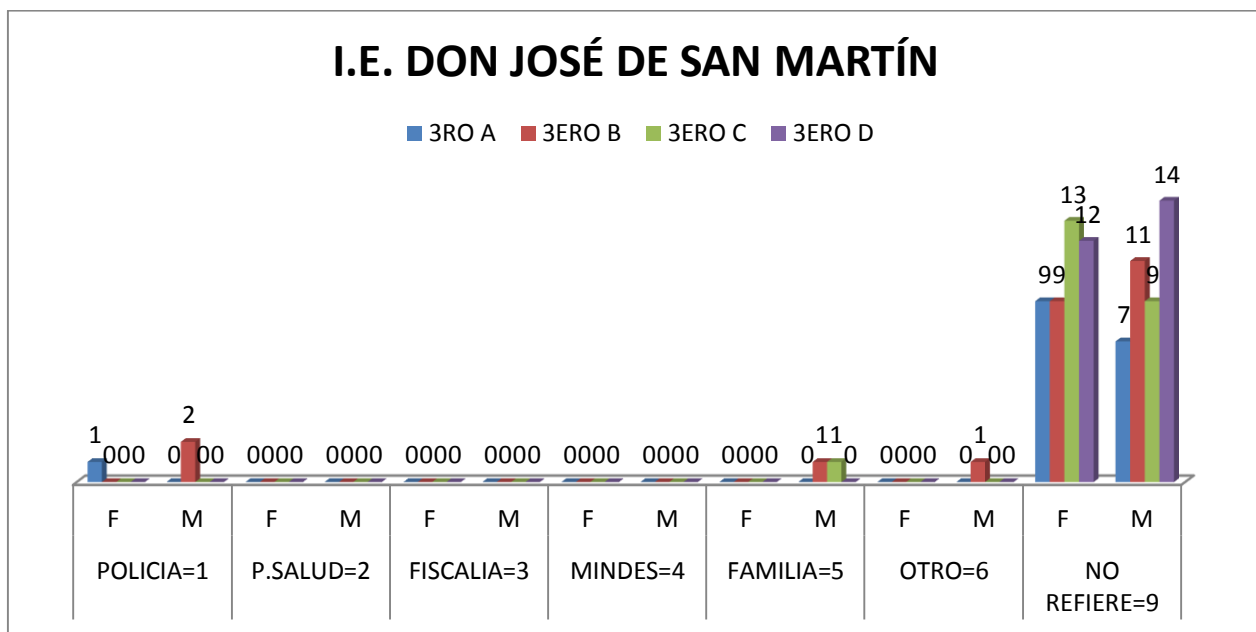 I.E. DON JOSÉ DE SAN MARTÍN
3RO A 3ERO B 3ERO C 3ERO D
14
13
12
11
99 9
7
2
1 11 1
000 0 00 0000 0000 0000 0000 0000 0000 0000 0 0 0000 0 00
F M F M F M F M F M F M F M
POLICIA=1 P.SALUD=2 FISCALIA=3 MINDES=4 FAMILIA=5 OTRO=6 NO
REFIERE=9